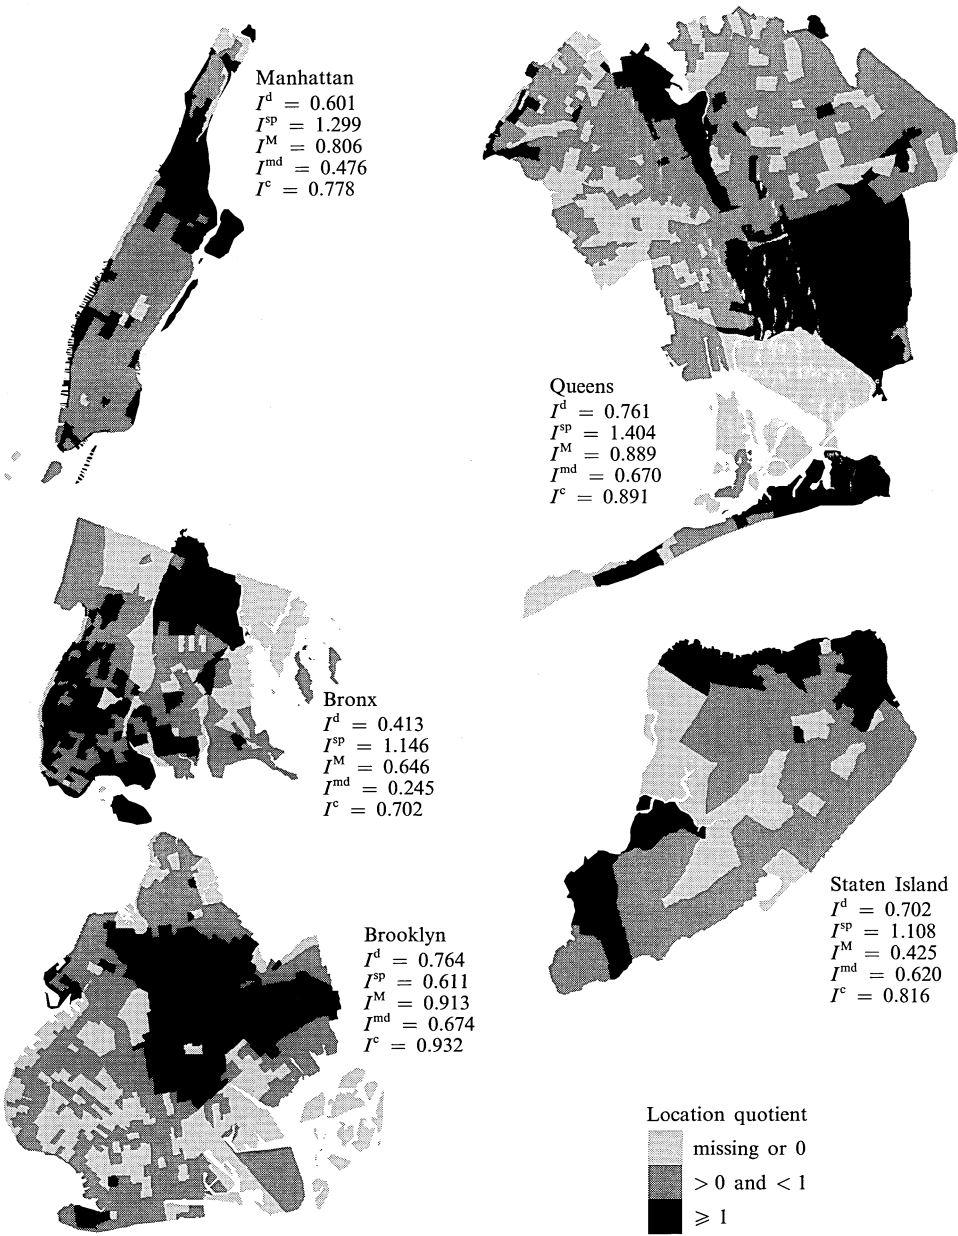 Manhattan
I^d = 0.601
I^sp = 1.299
I^M = 0.806
I^md = 0.476
I^c = 0.778
Queens
I^d = 0.761
I^sp = 1.404
I^M = 0.889
I^md = 0.670
I^c = 0.891
Bronx
I^d = 0.413
I^sp = 1.146
I^M = 0.646
I^md = 0.245
I^c = 0.702
Staten Island
I^d = 0.702
I^sp = 1.108
I^M = 0.425
I^md = 0.620
I^c = 0.816
Brooklyn
I^d = 0.764
I^sp = 0.611
I^M = 0.913
I^md = 0.674
I^c = 0.932
Location quotient
missing or 0
> 0 and < 1
⩾ 1